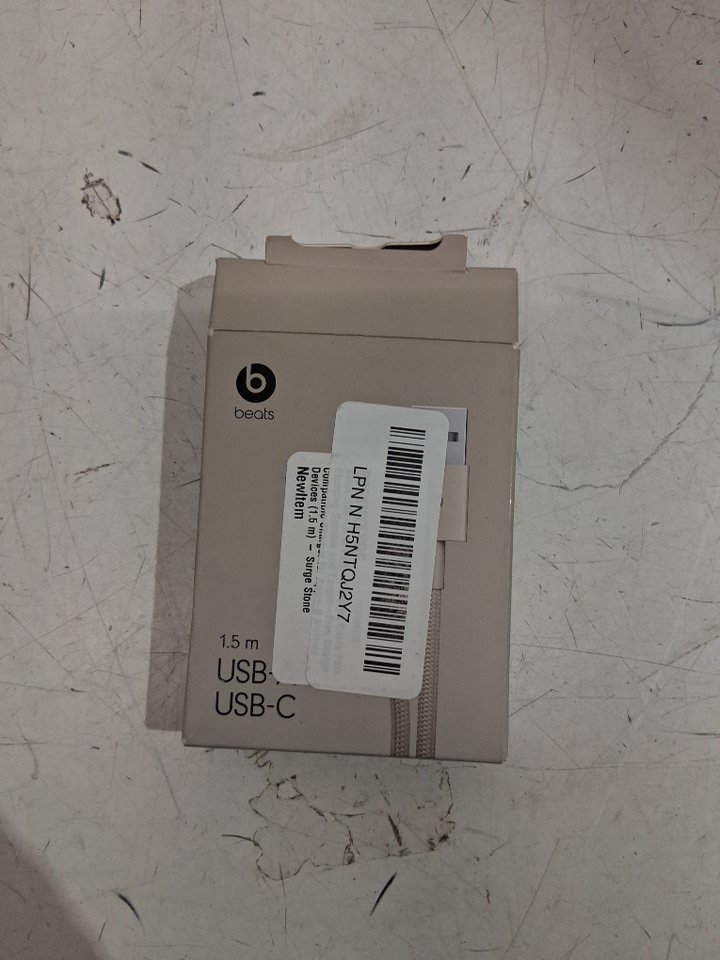 beats
LPN N H5NTQJ2Y7
Devices (1.5 m) – Surge Stone
NewItem
1.5 m
USB-
USB-C